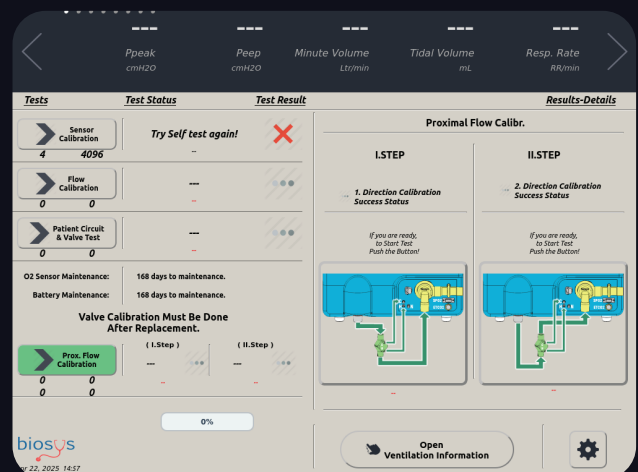 --- --- --- --- ---
Ppeak Peep Minute Volume Tidal Volume Resp. Rate
cmH2O cmH2O Ltr/min mL RR/min
Tests Test Status Test Result Results-Details
Sensor
Calibration
Try Self test again!
4 4096
--
Flow
Calibration
---
0 0
--
Patient Circuit
& Valve Test
---
0 0
--
O2 Sensor Maintenance: 168 days to maintenance.
Battery Maintenance: 168 days to maintenance.
Valve Calibration Must Be Done
After Replacement.
( I.Step ) ( II.Step )
Prox. Flow
Calibration
--- ---
0 0
-- --
0 0
0%
biosys
22, 2025 14:57
Proximal Flow Calibr.
I.STEP
1. Direction Calibration
Success Status
If you are ready,
to Start Test
Push the Button!
--
II.STEP
2. Direction Calibration
Success Status
If you are ready,
to Start Test
Push the Button!
--
Open
Ventilation Information